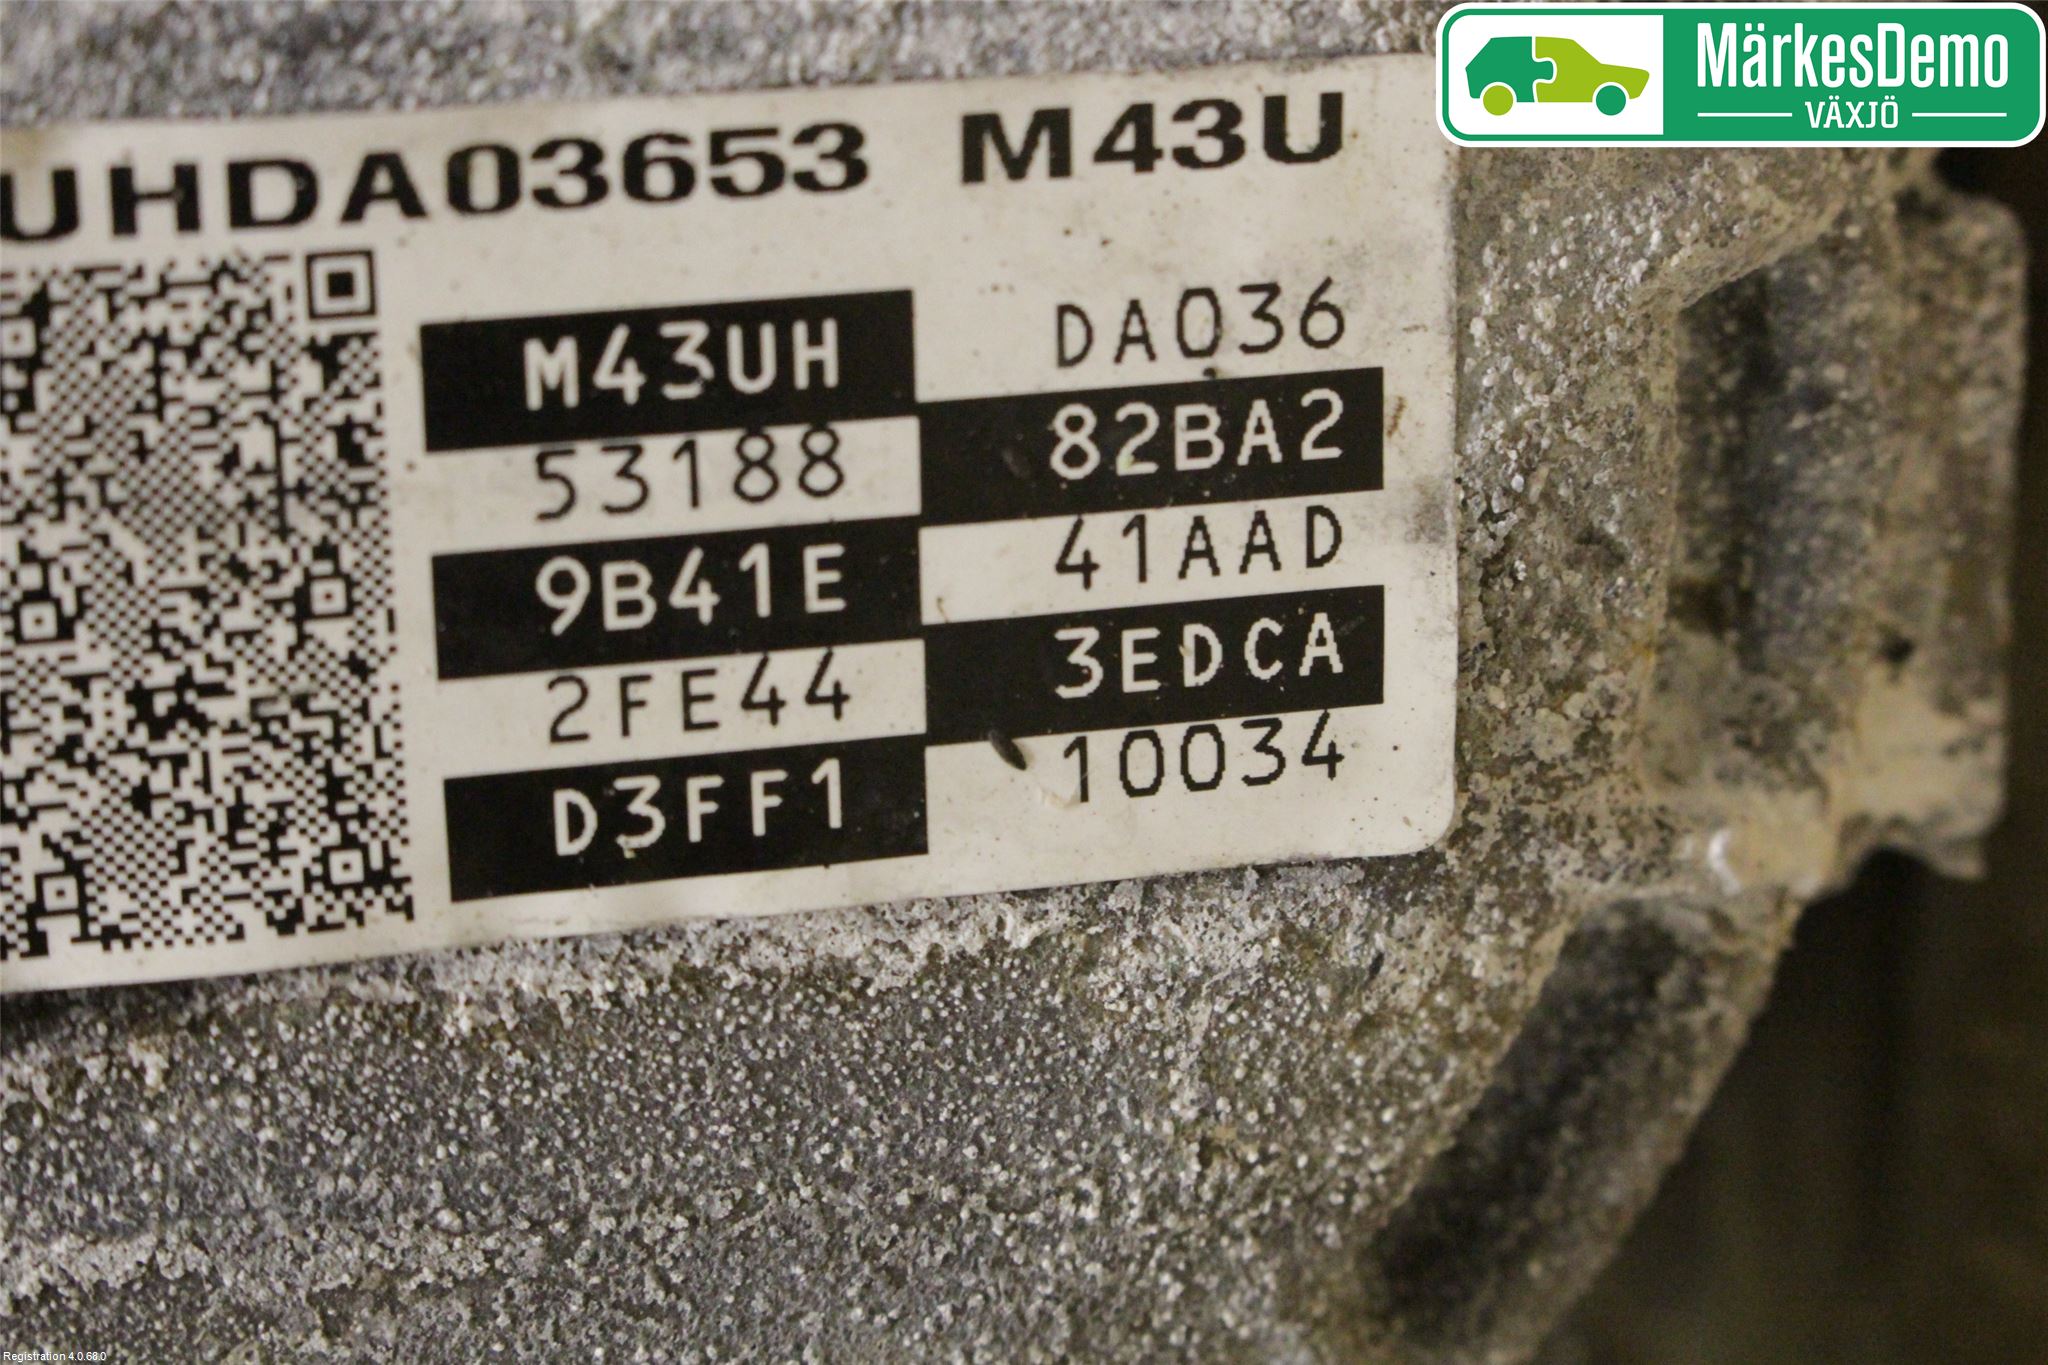 MärkesDemo
VÄXJÖ
UHDA03653 M43U
M43UH DA036
53188 82BA2
9B41E 41AAD
2FE44 3EDCA
D3FF1 10034
Registration 4.0.68.0